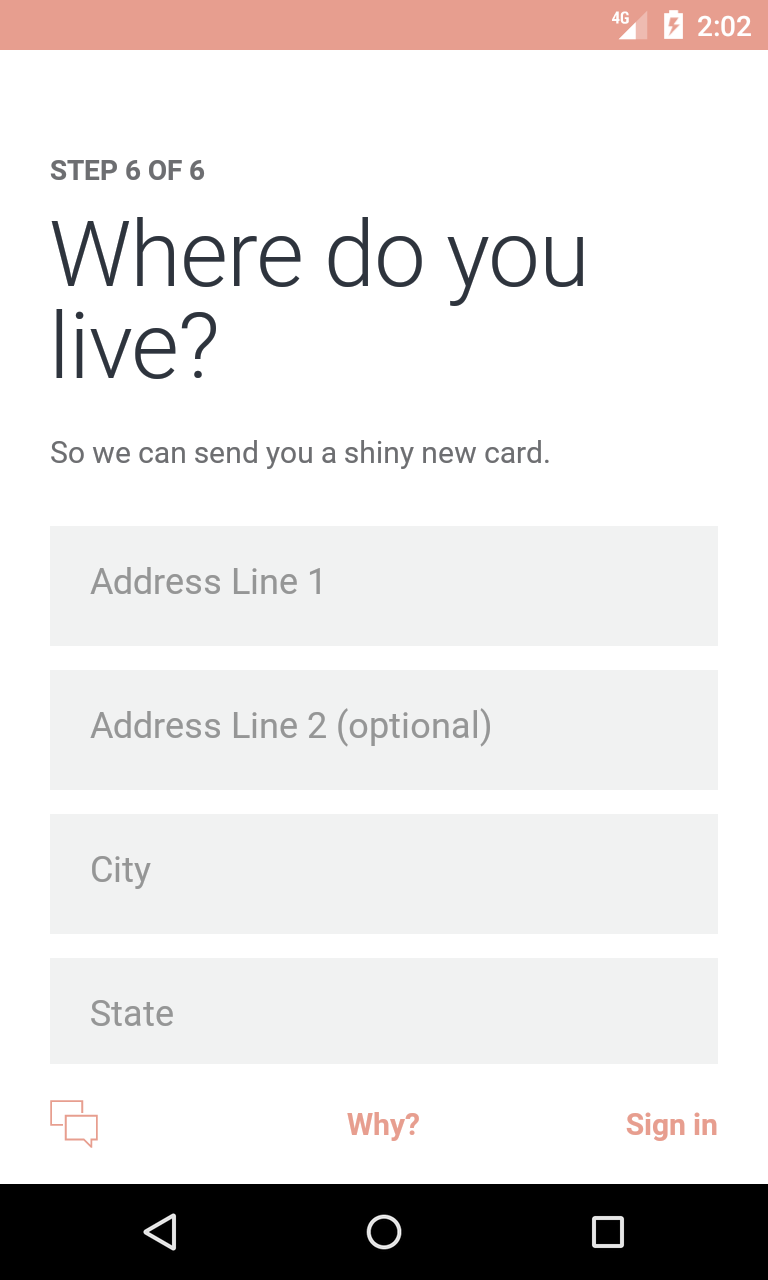 4G 2:02
STEP 6 OF 6
Where do you
live?
So we can send you a shiny new card.
Address Line 1
Address Line 2 (optional)
City
State
Why? Sign in